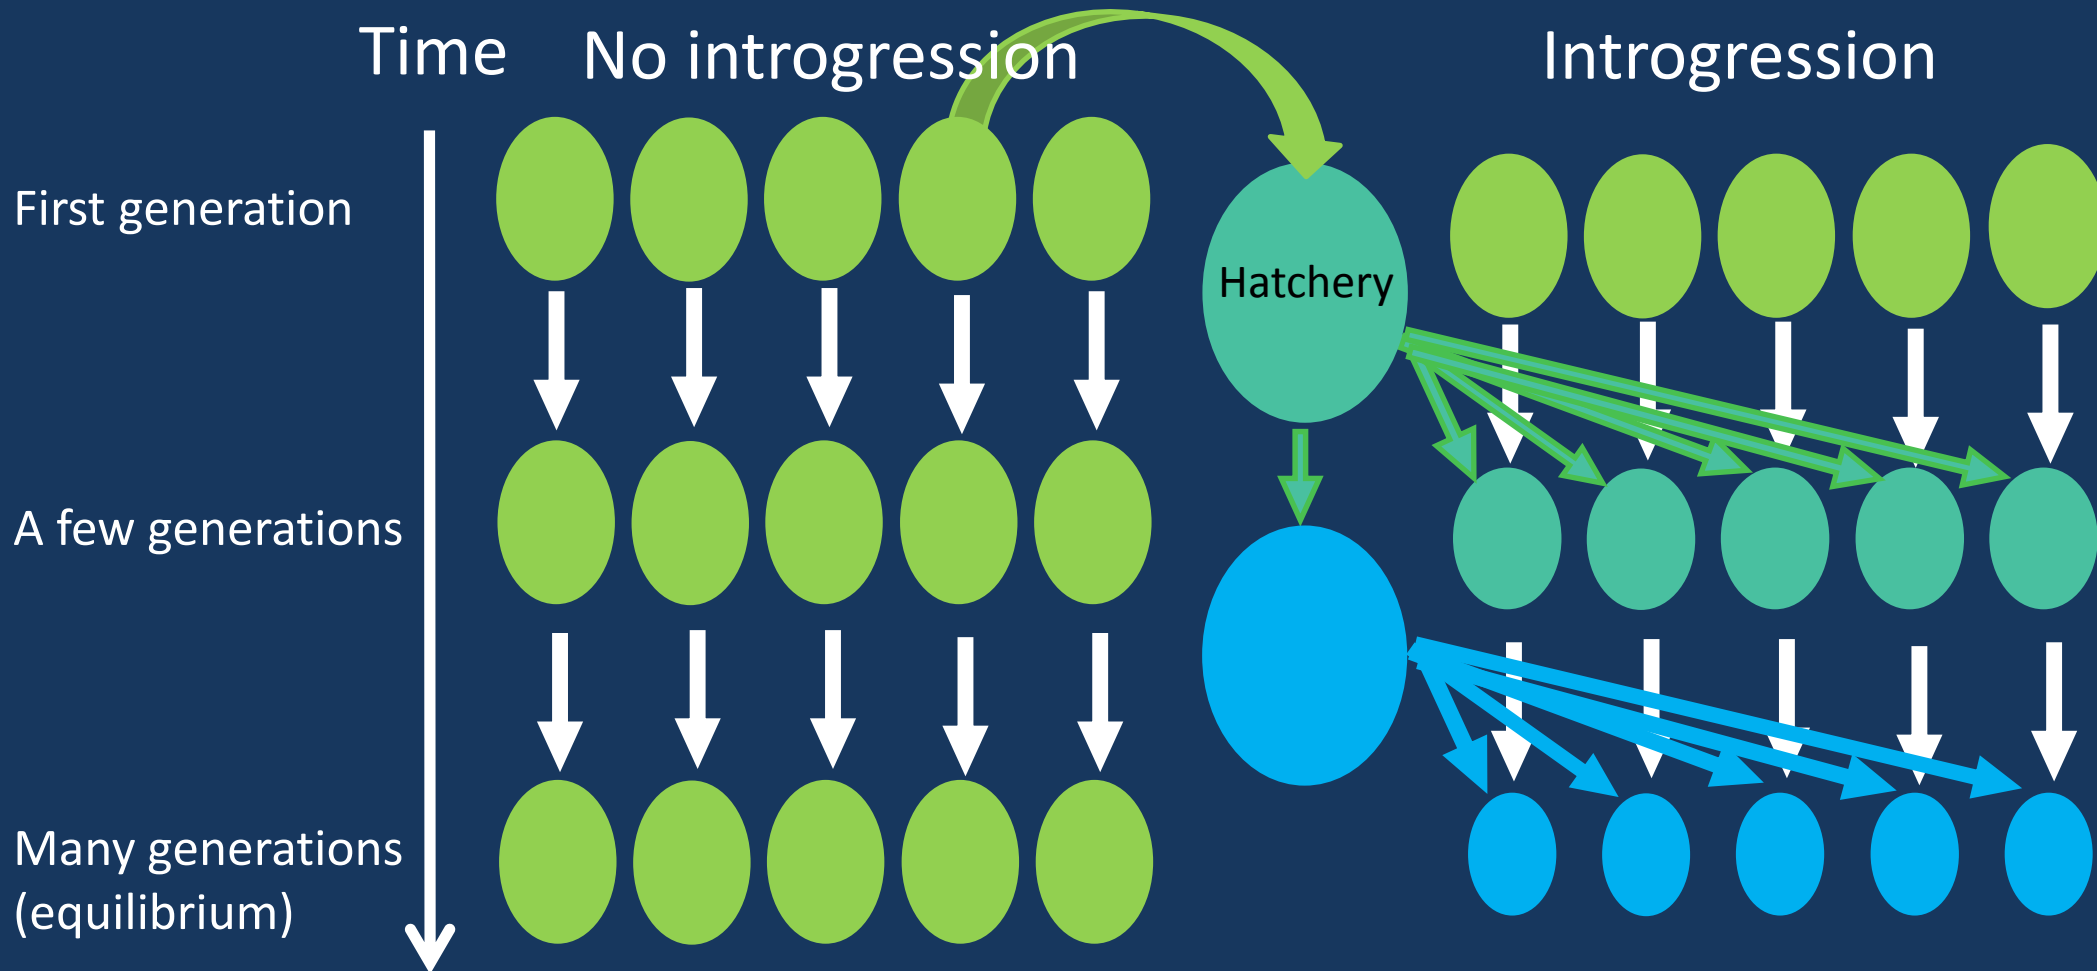 Time
No introgression
Introgression
First generation
Hatchery
A few generations
Many generations
(equilibrium)